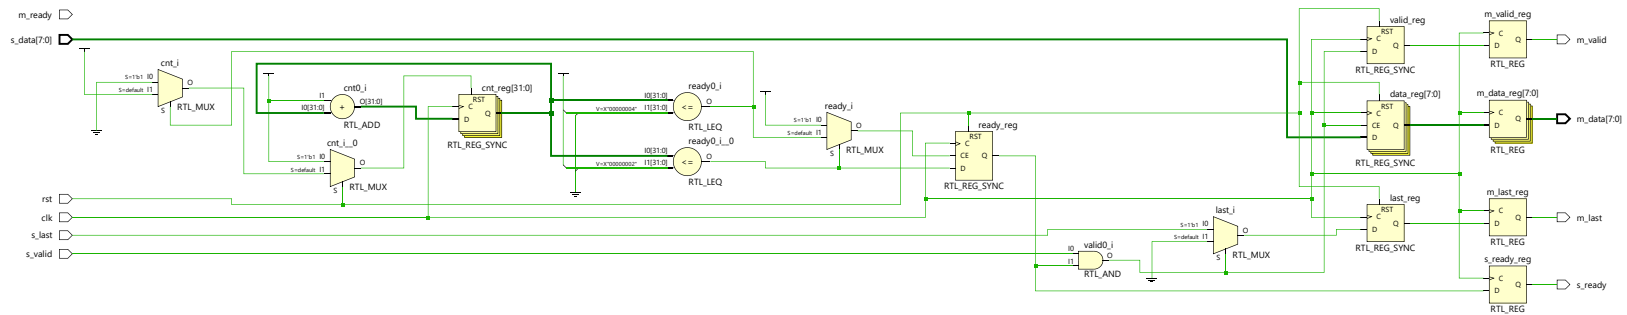 m_ready
s_data[7:0]
rst
clk
s_last
s_valid
cnt_i
S=1'b1 I0
S=default I1
O
S
RTL_MUX
cnt0_i
I1
I0[31:0]
+
O[31:0]
RTL_ADD
cnt_i__0
S=1'b1 I0
S=default I1
O
S
RTL_MUX
cnt_reg[31:0]
RST
C
D
Q
RTL_REG_SYNC
ready0_i
I0[31:0]
V=X"00000004" I1[31:0]
<=
O
RTL_LEQ
ready0_i__0
I0[31:0]
V=X"00000002" I1[31:0]
<=
O
RTL_LEQ
ready_i
S=1'b1 I0
S=default I1
O
S
RTL_MUX
ready_reg
RST
C
CE
D
Q
RTL_REG_SYNC
valid0_i
I0
I1
O
RTL_AND
last_i
S=1'b1 I0
S=default I1
O
S
RTL_MUX
valid_reg
RST
C
D
Q
RTL_REG_SYNC
data_reg[7:0]
RST
C
CE
D
Q
RTL_REG_SYNC
last_reg
RST
C
D
Q
RTL_REG_SYNC
m_valid_reg
C
D
Q
RTL_REG
m_data_reg[7:0]
C
D
Q
RTL_REG
m_last_reg
C
D
Q
RTL_REG
s_ready_reg
C
D
Q
RTL_REG
m_valid
m_data[7:0]
m_last
s_ready